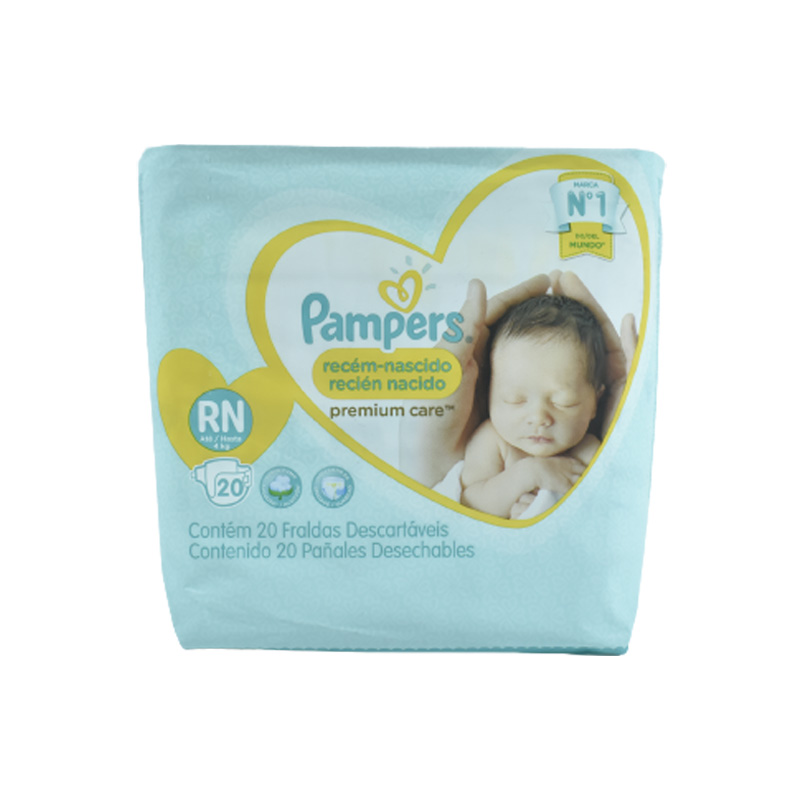 MARCA
Nº1
DO/DEL
MUNDO*
Pampers®
recém-nascido
recién nacido
premium care™
RN
Até / Hasta
4 kg
20
Contém 20 Fraldas Descartáveis
Contenido 20 Pañales Desechables